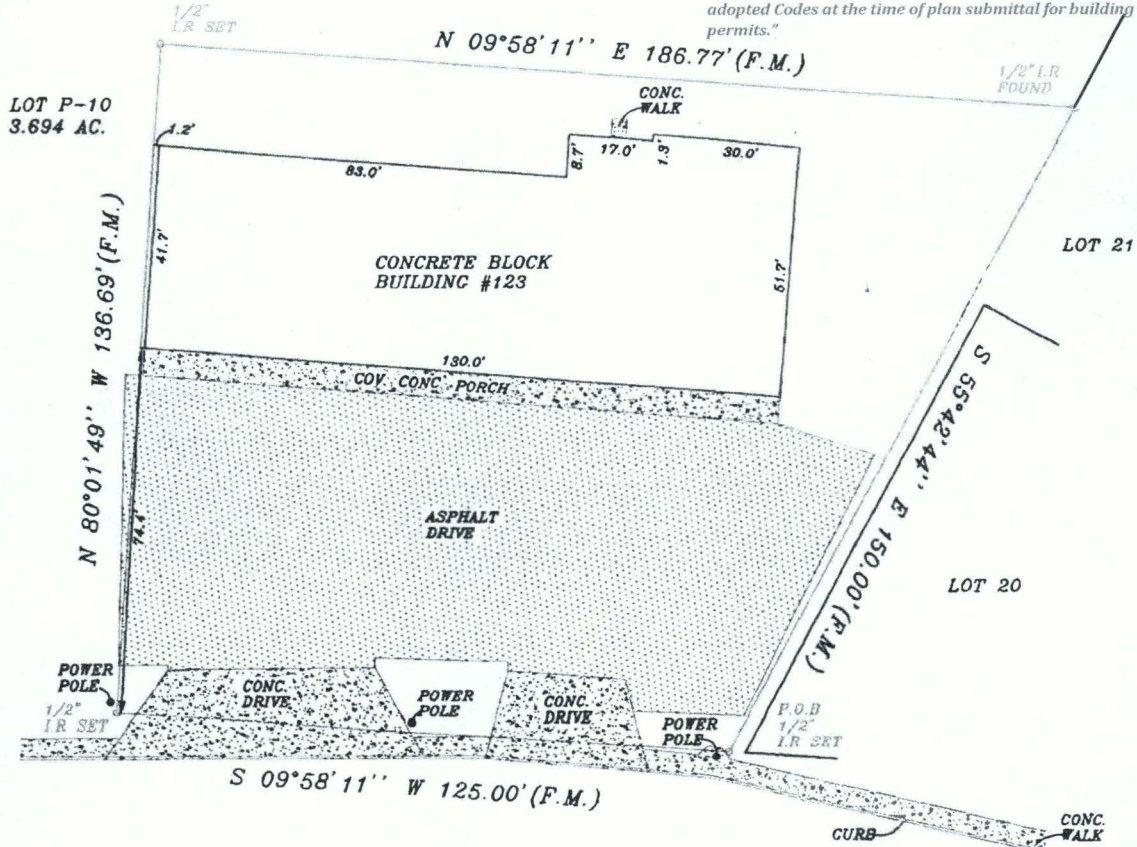 adopted Codes at the time of plan submittal for building
permits."
1/2"
I.R SET
N 09°58'11'' E 186.77'(F.M.)
1/2" I.R
FOUND
LOT P-10
3.694 AC.
1.2'
CONC.
WALK
83.0'
8.7'
17.0'
1.3'
30.0'
N 80°01'49'' W 136.69'(F.M.)
41.7'
CONCRETE BLOCK
BUILDING #123
51.7'
LOT 21
130.0'
COV CONC PORCH
S 55°42'44'' E 150.00'(F.M.)
74.4'
ASPHALT
DRIVE
LOT 20
POWER
POLE
1/2"
I.R SET
CONC.
DRIVE
POWER
POLE
CONC.
DRIVE
POWER
POLE
P.O.B
1/2"
I.R SET
S 09°58'11'' W 125.00'(F.M.)
CURB
CONC.
WALK